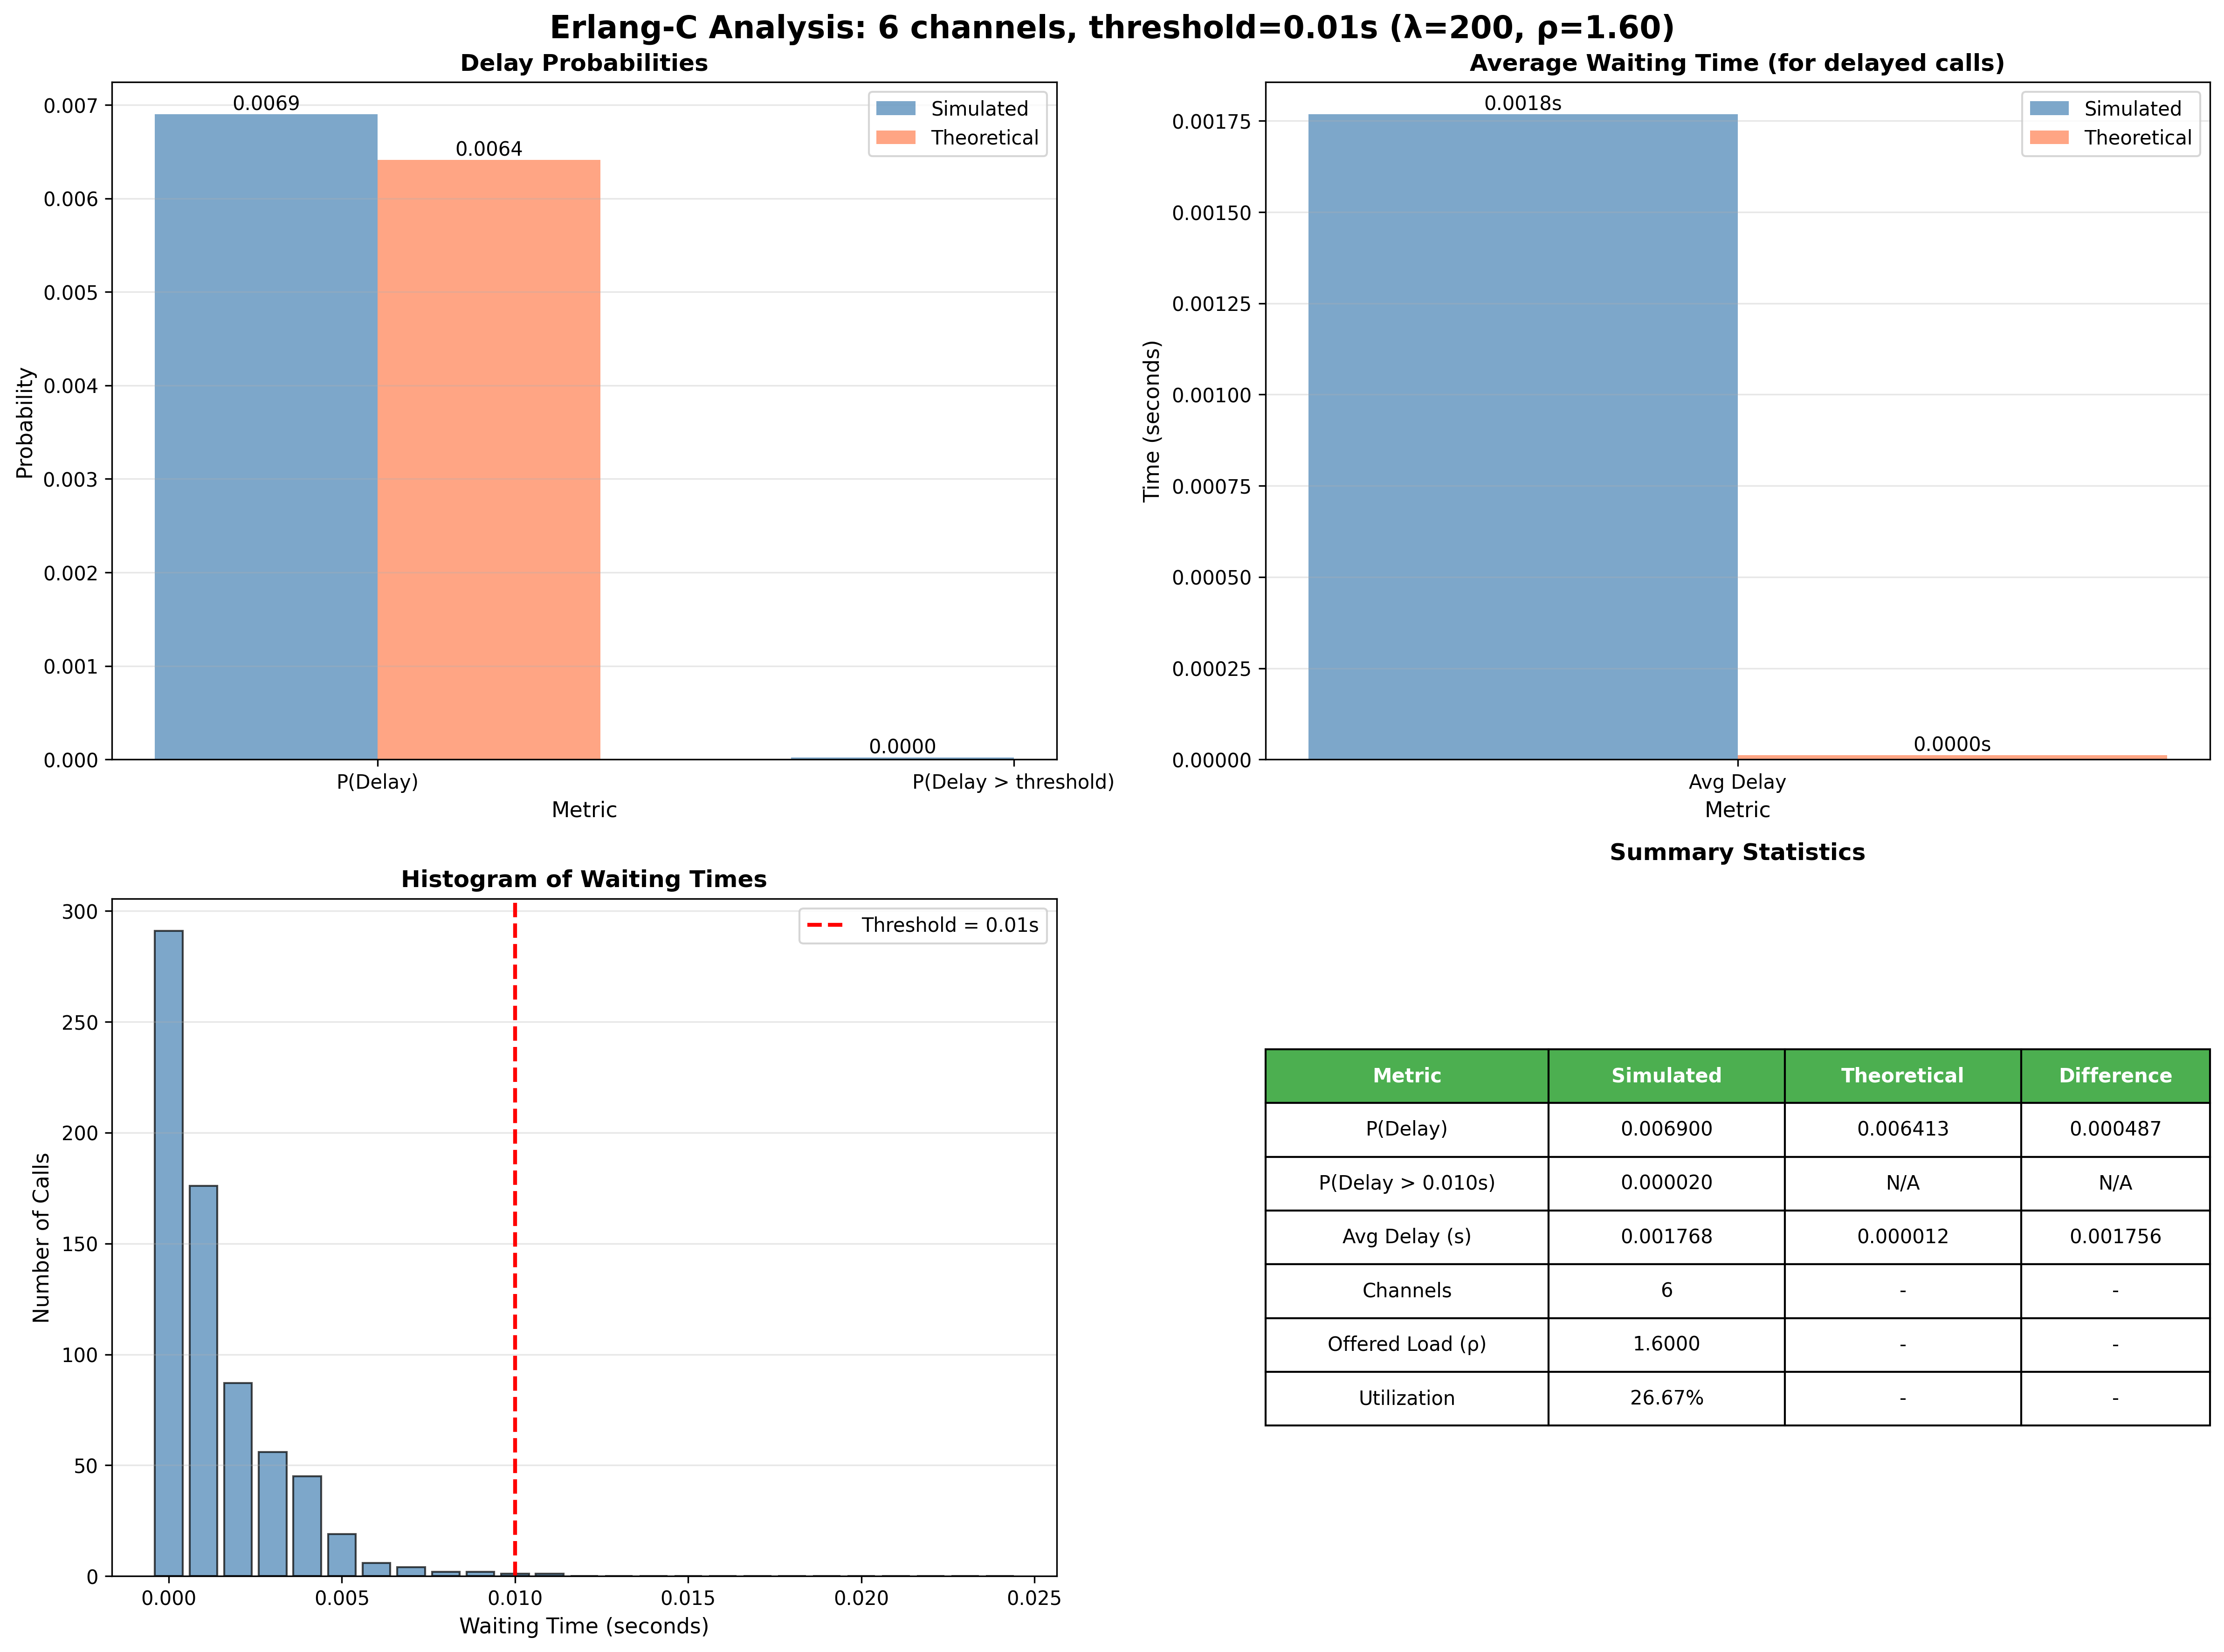 Erlang-C Analysis: 6 channels, threshold=0.01s (λ=200, ρ=1.60)
Delay Probabilities
0.007
0.006
0.005
0.004
0.003
0.002
0.001
0.000
Probability
0.0069
0.0064
0.0000
Simulated
Theoretical
P(Delay)
P(Delay > threshold)
Metric
Average Waiting Time (for delayed calls)
0.00175
0.00150
0.00125
0.00100
0.00075
0.00050
0.00025
0.00000
Time (seconds)
0.0018s
0.0000s
Simulated
Theoretical
Avg Delay
Metric
Histogram of Waiting Times
300
250
200
150
100
50
0
Number of Calls
Threshold = 0.01s
0.000 0.005 0.010 0.015 0.020 0.025
Waiting Time (seconds)
Summary Statistics
Metric Simulated Theoretical Difference
P(Delay) 0.006900 0.006413 0.000487
P(Delay > 0.010s) 0.000020 N/A N/A
Avg Delay (s) 0.001768 0.000012 0.001756
Channels 6 - -
Offered Load (ρ) 1.6000 - -
Utilization 26.67% - -